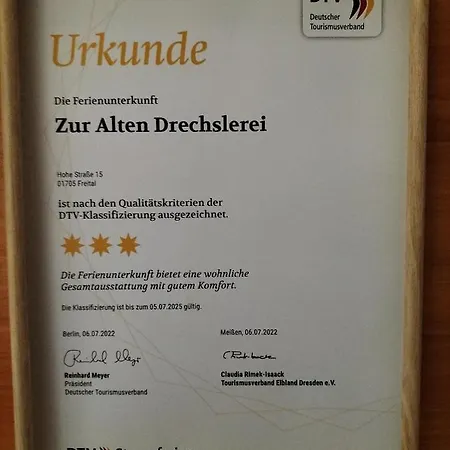 DTV
Deutscher
Tourismusverband
Urkunde
Die Ferienunterkunft
Zur Alten Drechslerei
Hohe Straße 15
01705 Freital
ist nach den Qualitätskriterien der
DTV-Klassifizierung ausgezeichnet.
Die Ferienunterkunft bietet eine wohnliche
Gesamtausstattung mit gutem Komfort.
Die Klassifizierung ist bis zum 05.07.2025 gültig.
Berlin, 06.07.2022
Meißen, 06.07.2022
Reinhard Meyer
Präsident
Deutscher Tourismusverband
Claudia Rimek-Isaack
Tourismusverband Elbland Dresden e.V.